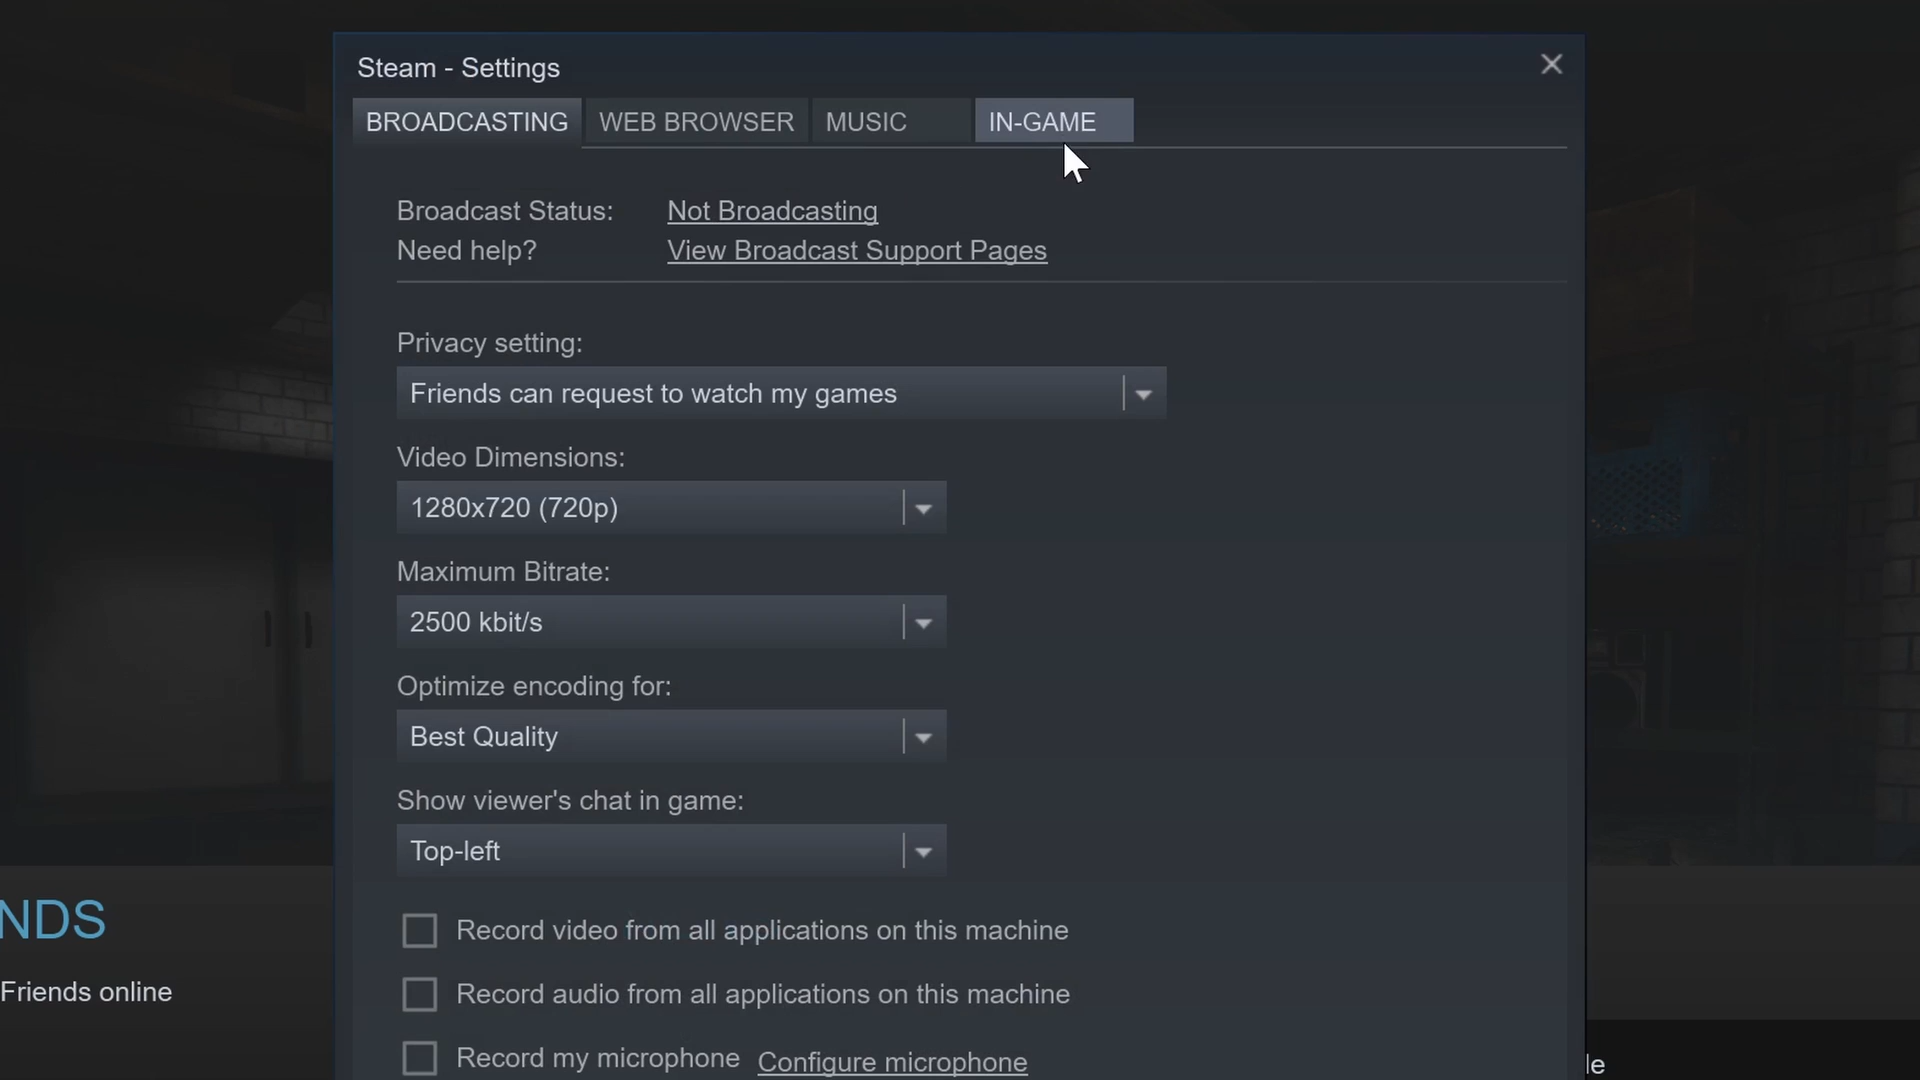 Steam - Settings
BROADCASTING WEB BROWSER MUSIC IN-GAME
Broadcast Status: Not Broadcasting
Need help? View Broadcast Support Pages
Privacy setting:
Friends can request to watch my games
Video Dimensions:
1280x720 (720p)
Maximum Bitrate:
2500 kbit/s
Optimize encoding for:
Best Quality
Show viewer's chat in game:
Top-left
Record video from all applications on this machine
Record audio from all applications on this machine
Record my microphone Configure microphone
NDS
Friends online
le